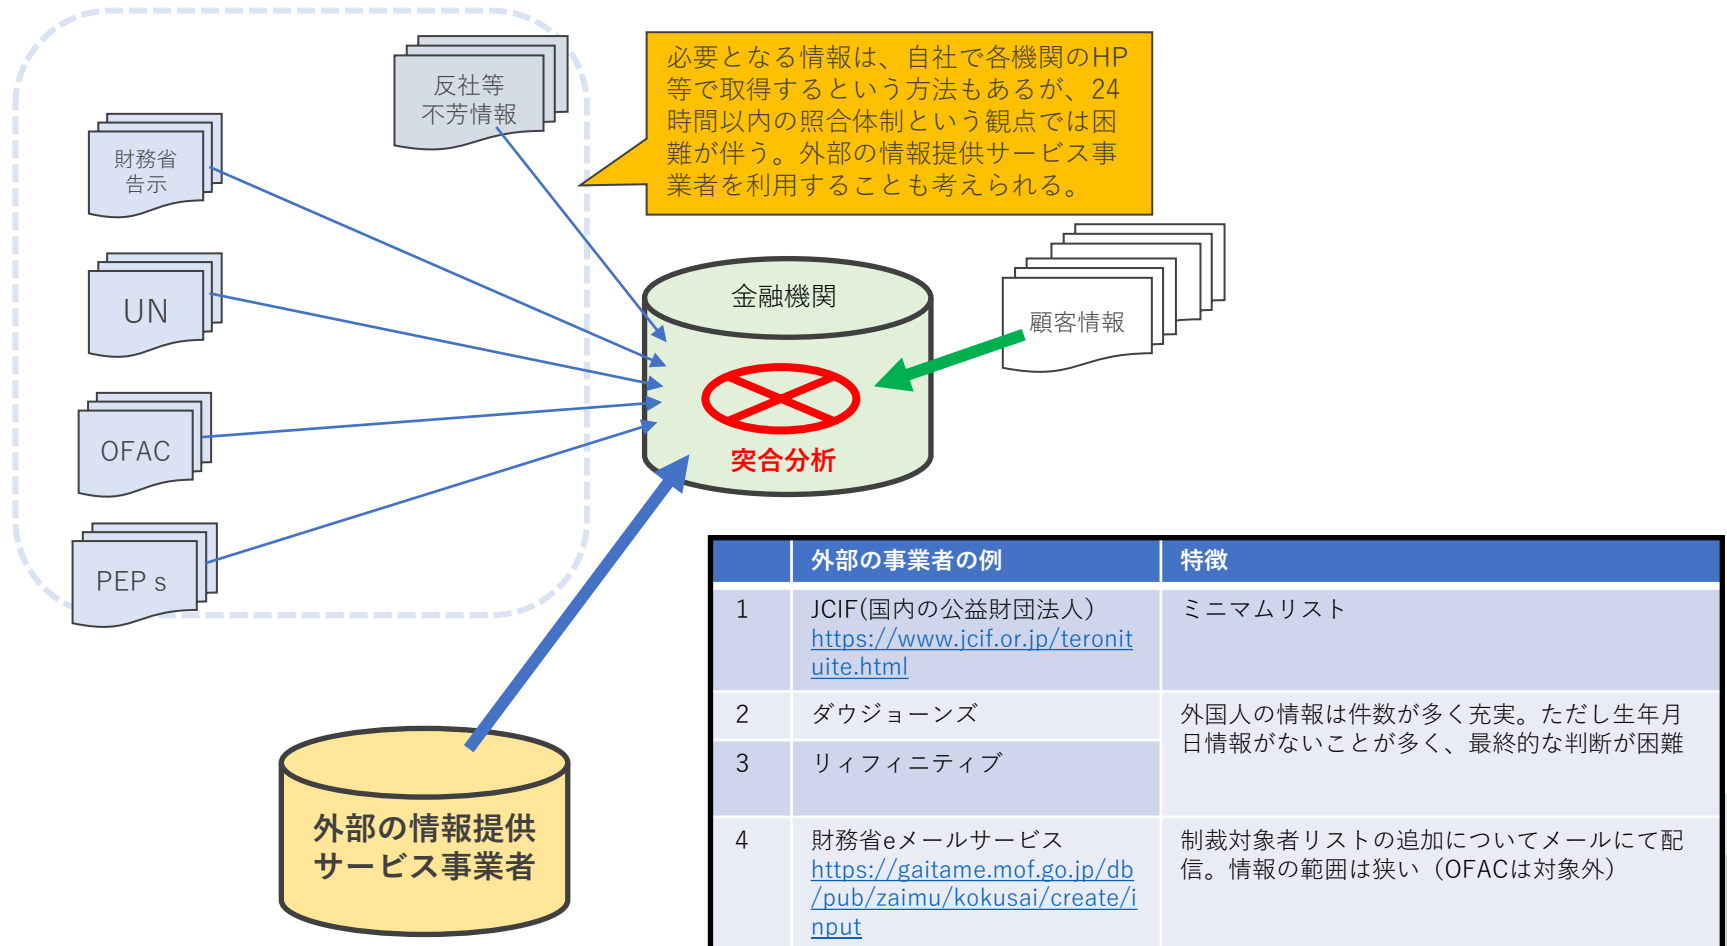 反社等
不芳情報
必要となる情報は、自社で各機関のHP
等で取得するという方法もあるが、24
時間以内の照合体制という観点では困
難が伴う。外部の情報提供サービス事
業者を利用することも考えられる。
財務省
告示
UN
OFAC
PEP s
金融機関
突合分析
顧客情報
外部の情報提供
サービス事業者
外部の事業者の例
特徴
1
JCIF(国内の公益財団法人）
https://www.jcif.or.jp/teronit
uite.html
ミニマムリスト
2
ダウジョーンズ
外国人の情報は件数が多く充実。ただし生年月
日情報がないことが多く、最終的な判断が困難
3
リィフィニティブ
4
財務省eメールサービス
https://gaitame.mof.go.jp/db
/pub/zaimu/kokusai/create/i
nput
制裁対象者リストの追加についてメールにて配
信。情報の範囲は狭い（OFACは対象外）